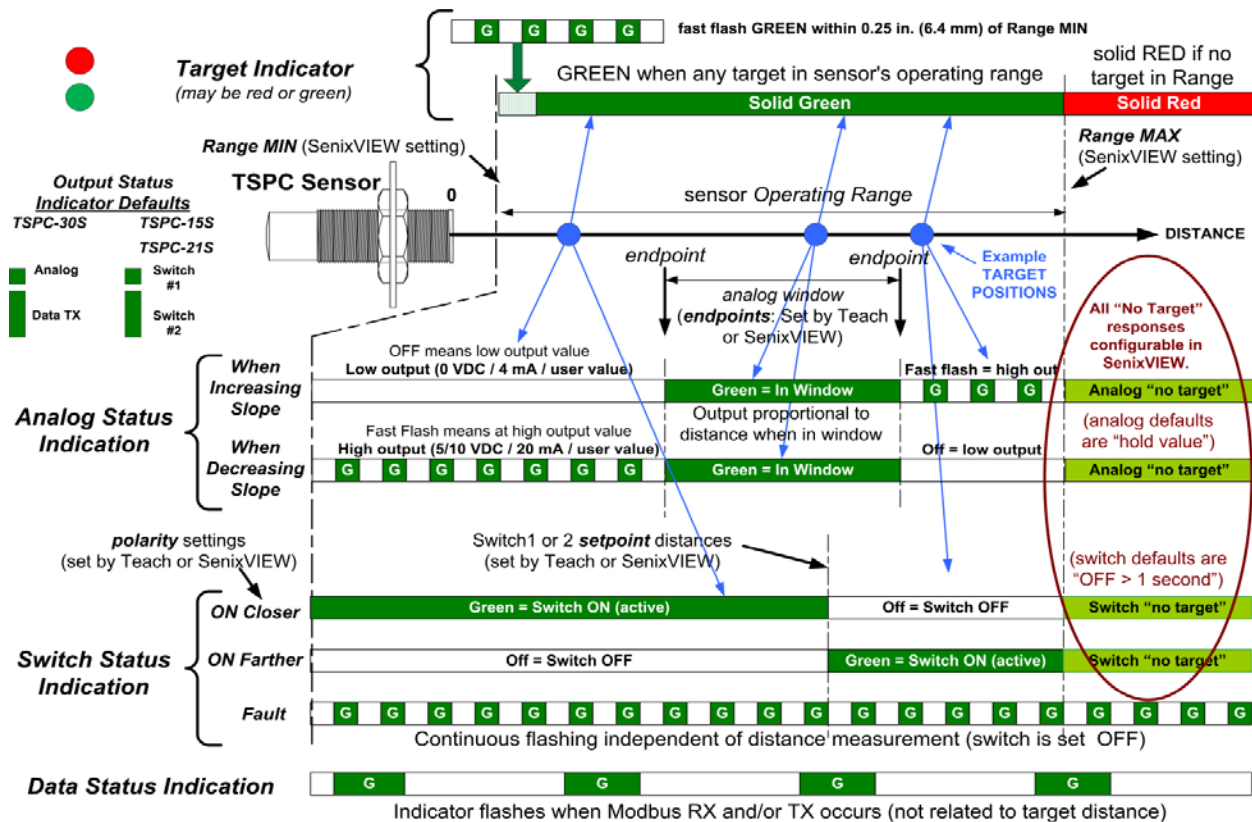 G G G G
fast flash GREEN within 0.25 in. (6.4 mm) of Range MIN
Target Indicator
(may be red or green)
GREEN when any target in sensor's operating range
solid RED if no
target in Range
Solid Green
Solid Red
Range MIN (SenixVIEW setting)
Range MAX
(SenixVIEW setting)
TSPC Sensor
0
sensor Operating Range
DISTANCE
Output Status
Indicator Defaults
TSPC-30S
TSPC-15S
TSPC-21S
Analog
Switch
#1
Data TX
Switch
#2
endpoint
endpoint
Example
TARGET
POSITIONS
analog window
(endpoints: Set by Teach
or SenixVIEW)
All “No Target”
responses
configurable in
SenixVIEW.
Analog Status
Indication
When
Increasing
Slope
OFF means low output value
Low output (0 VDC / 4 mA / user value)
Fast flash = high out
Green = In Window
G G G
Analog “no target”
Output proportional to
distance when in window
(analog defaults
are “hold value”)
When
Decreasing
Slope
Fast Flash means at high output value
High output (5/10 VDC / 20 mA / user value)
Off = low output
G G G G G G G
Green = In Window
Analog “no target”
polarity settings
(set by Teach or SenixVIEW)
Switch1 or 2 setpoint distances
(set by Teach or SenixVIEW)
(switch defaults are
“OFF > 1 second”)
Switch Status
Indication
ON Closer
Green = Switch ON (active)
Off = Switch OFF
Switch “no target”
ON Farther
Off = Switch OFF
Green = Switch ON (active)
Switch “no target”
Fault
G G G G G G G G G G G G G G G G G G G G
Continuous flashing independent of distance measurement (switch is set OFF)
Data Status Indication
G G G G
Indicator flashes when Modbus RX and/or TX occurs (not related to target distance)